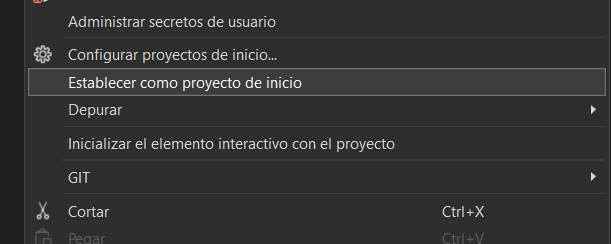 Administrar secretos de usuario
Configurar proyectos de inicio...
Establecer como proyecto de inicio
Depurar
Inicializar el elemento interactivo con el proyecto
GIT
Cortar Ctrl+X
Pegar Ctrl+V